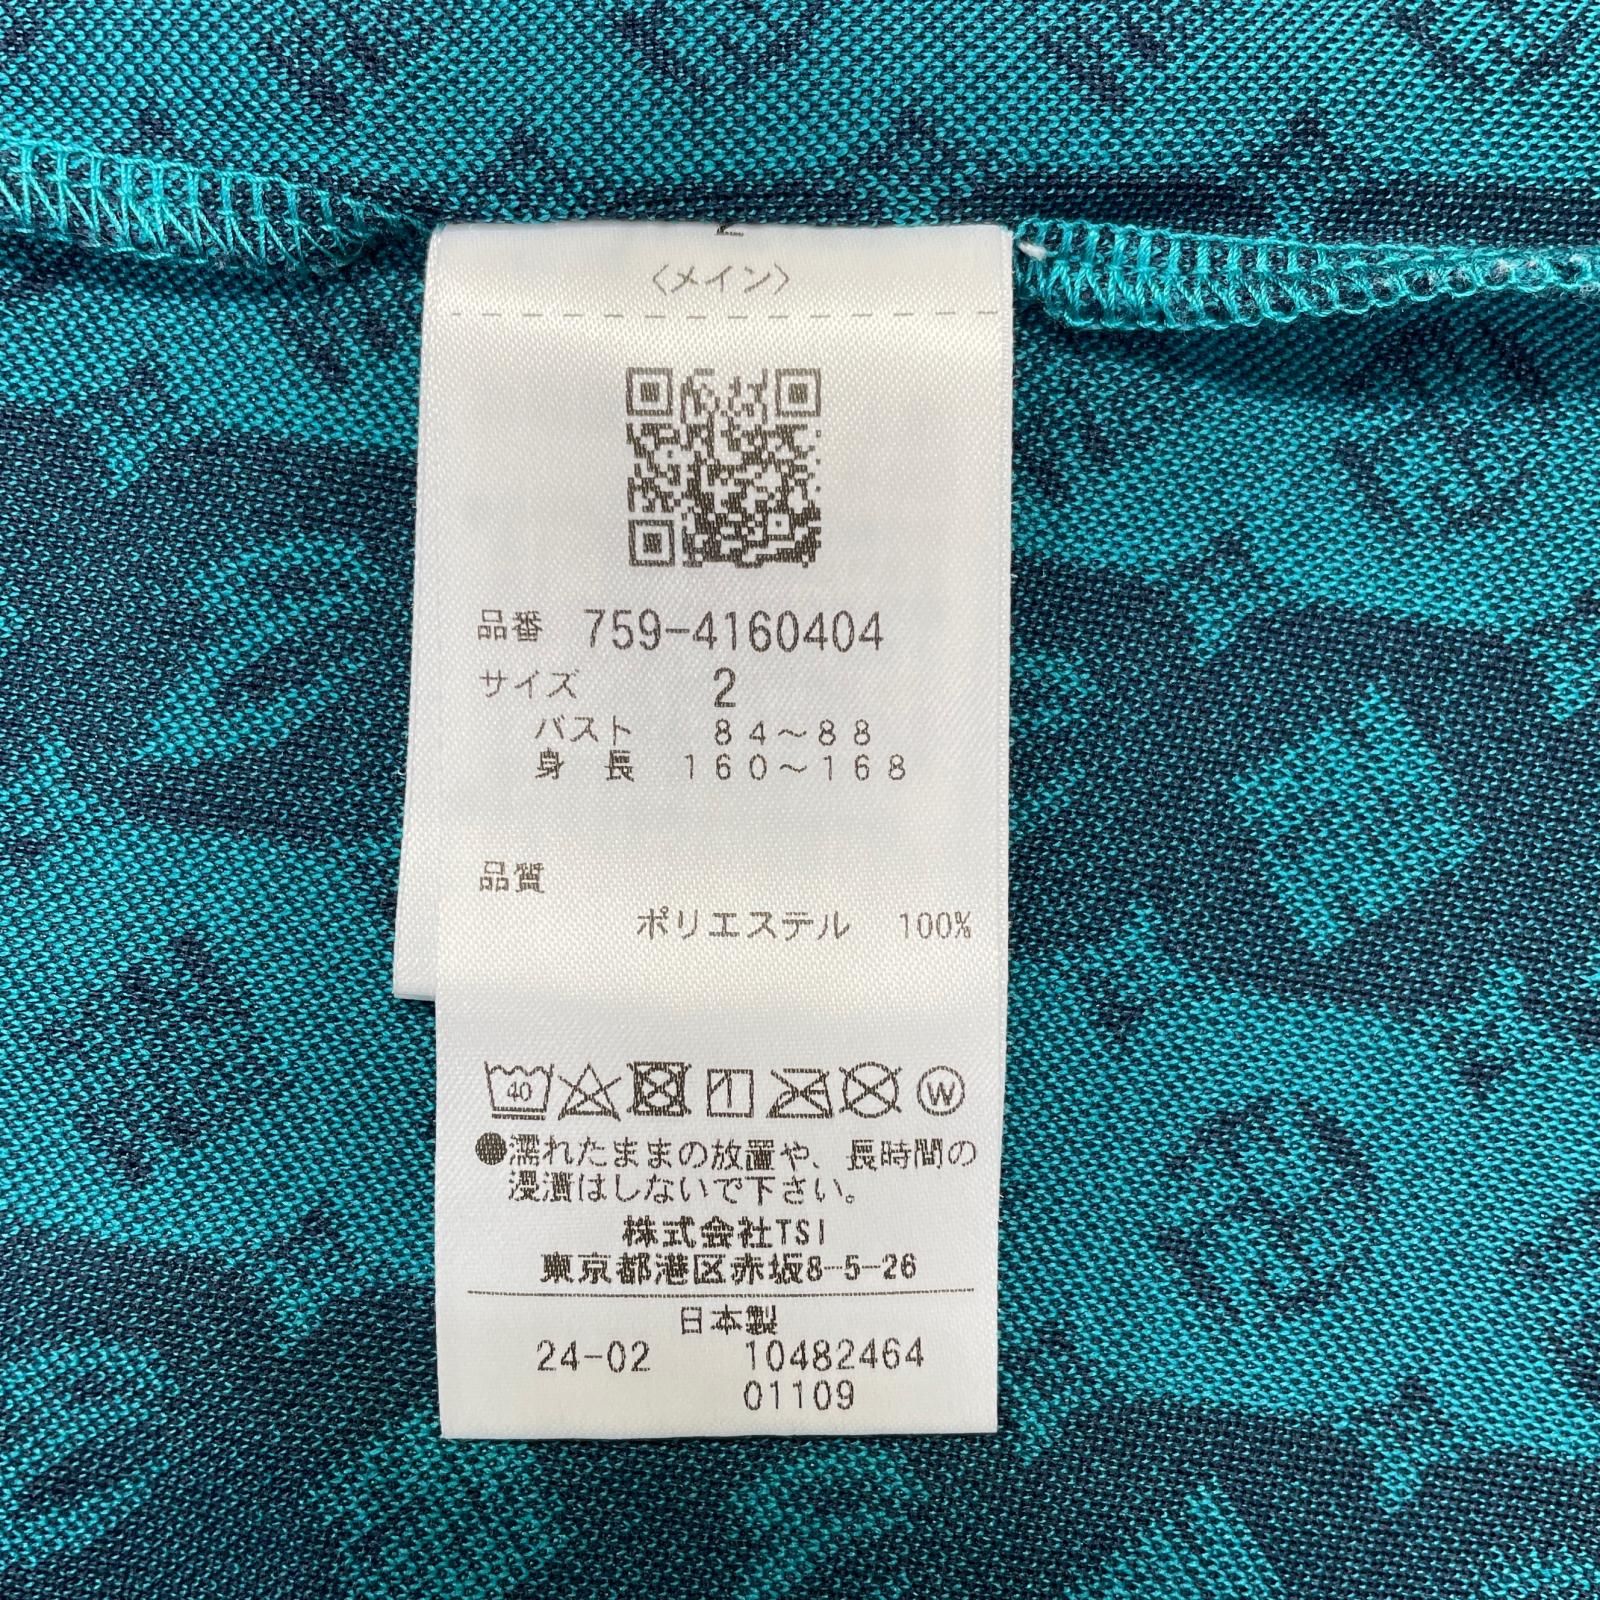 〈メイン〉
品番 759-4160404
サイズ 2
バスト 84〜88
身長 160〜168
品質
ポリエステル 100%
40 W
●濡れたままの放置や、長時間の
浸漬はしないで下さい。
株式会社TSI
東京都港区赤坂8-5-26
日本製
24-02 10482464
01109